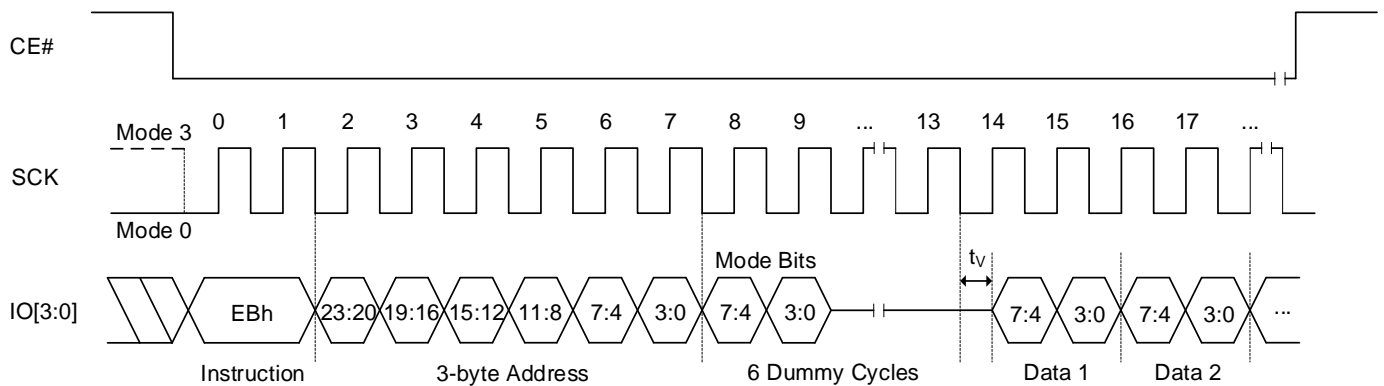 CE#
0 1 2 3 4 5 6 7 8 9 ... 13 14 15 16 17 ...
Mode 3
SCK
Mode 0
Mode Bits tV
IO[3:0] EBh 23:20 19:16 15:12 11:8 7:4 3:0 7:4 3:0 7:4 3:0 7:4 3:0 ...
Instruction 3-byte Address 6 Dummy Cycles Data 1 Data 2